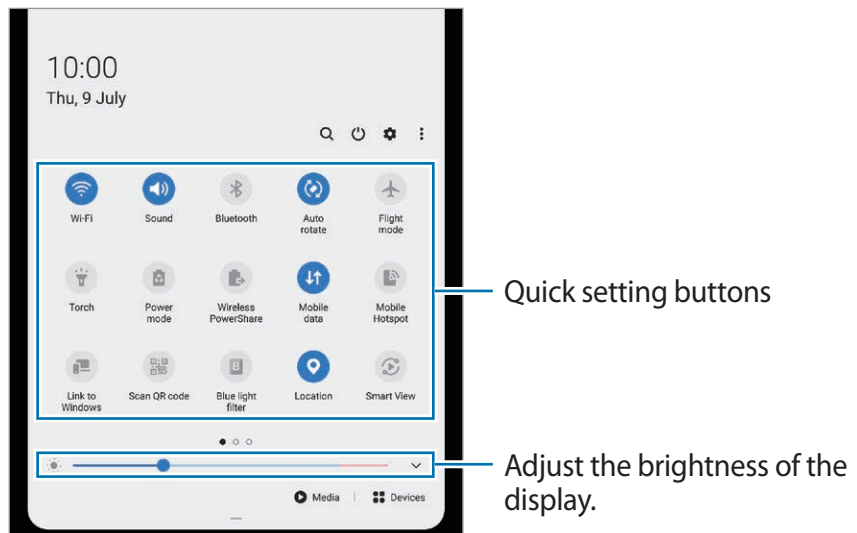 10:00
Thu, 9 July
Wi-Fi
Sound
Bluetooth
Auto
rotate
Flight
mode
Torch
Power
mode
Wireless
PowerShare
Mobile
data
Mobile
Hotspot
Quick setting buttons
Link to
Windows
Scan QR code
Blue light
filter
Location
Smart View
Adjust the brightness of the
display.
Media
Devices